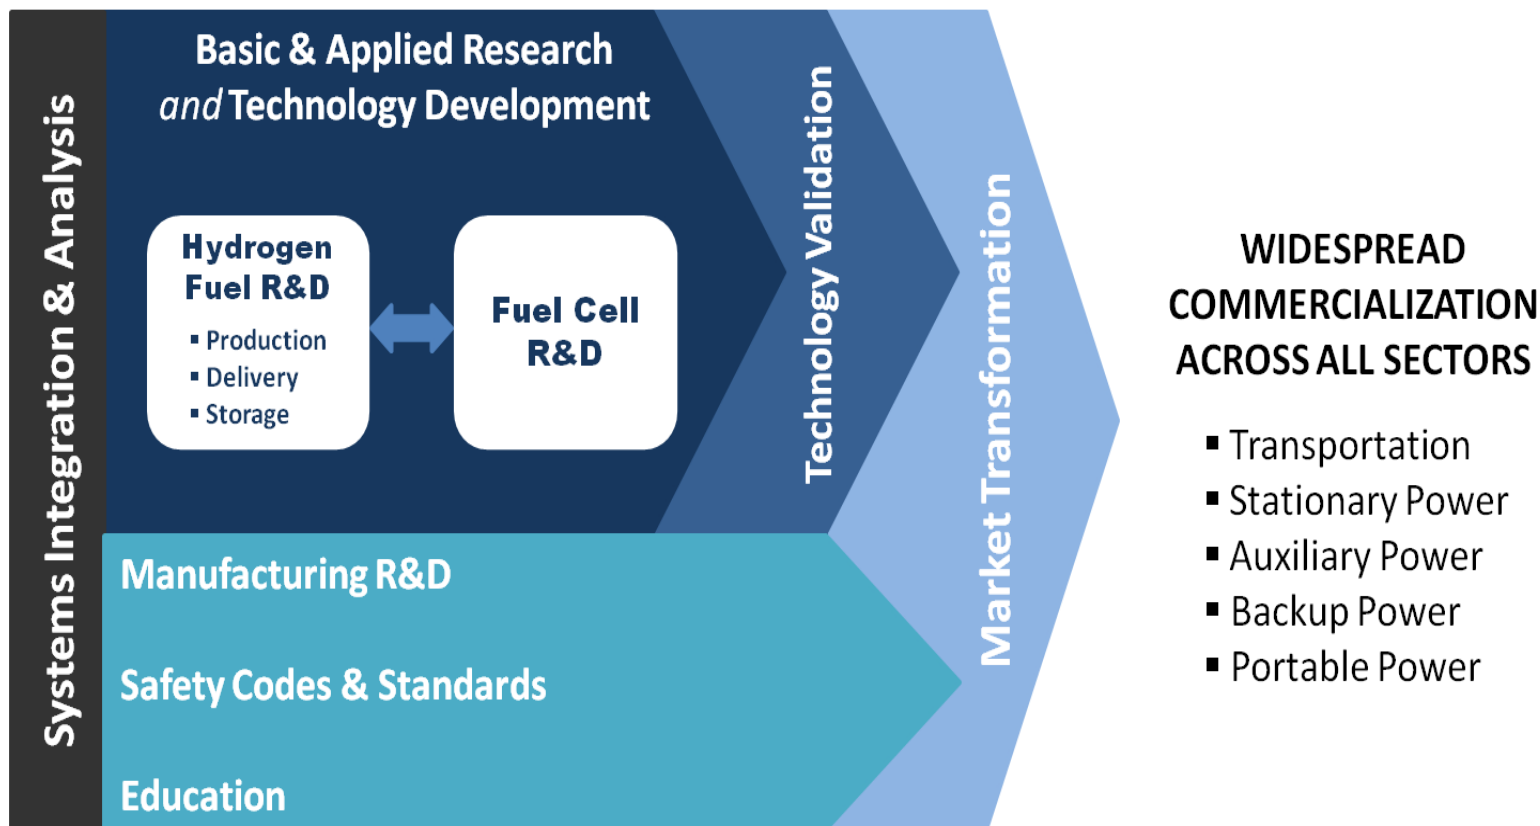 Systems Integration & Analysis
Basic & Applied Research
and Technology Development
Hydrogen
Fuel R&D
▪ Production
▪ Delivery
▪ Storage
Fuel Cell
R&D
Technology Validation
Market Transformation
Manufacturing R&D
Safety Codes & Standards
Education
WIDESPREAD
COMMERCIALIZATION
ACROSS ALL SECTORS
▪ Transportation
▪ Stationary Power
▪ Auxiliary Power
▪ Backup Power
▪ Portable Power